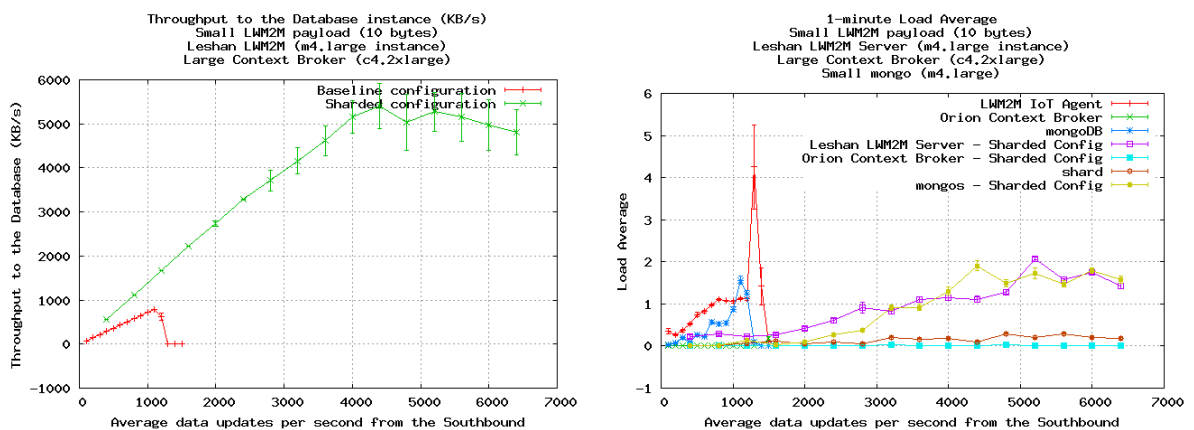 Throughput to the Database instance (KB/s)
Small LWM2M payload (10 bytes)
Leshan LWM2M (m4.large instance)
Large Context Broker (c4.2xlarge)
6000
5000
4000
3000
2000
1000
0
-1000
Throughput to the Database (KB/s)
Baseline configuration
Sharded configuration
0 1000 2000 3000 4000 5000 6000 7000
Average data updates per second from the Southbound
1-minute Load Average
Small LWM2M payload (10 bytes)
Leshan LWM2M Server (m4.large instance)
Large Context Broker (c4.2xlarge)
Small mongo (m4.large)
6
5
4
3
2
1
0
-1
Load Average
LWM2M IoT Agent
Orion Context Broker
mongoDB
Leshan LWM2M Server - Sharded Config
Orion Context Broker - Sharded Config
shard
mongos - Sharded Config
0 1000 2000 3000 4000 5000 6000 7000
Average data updates per second from the Southbound